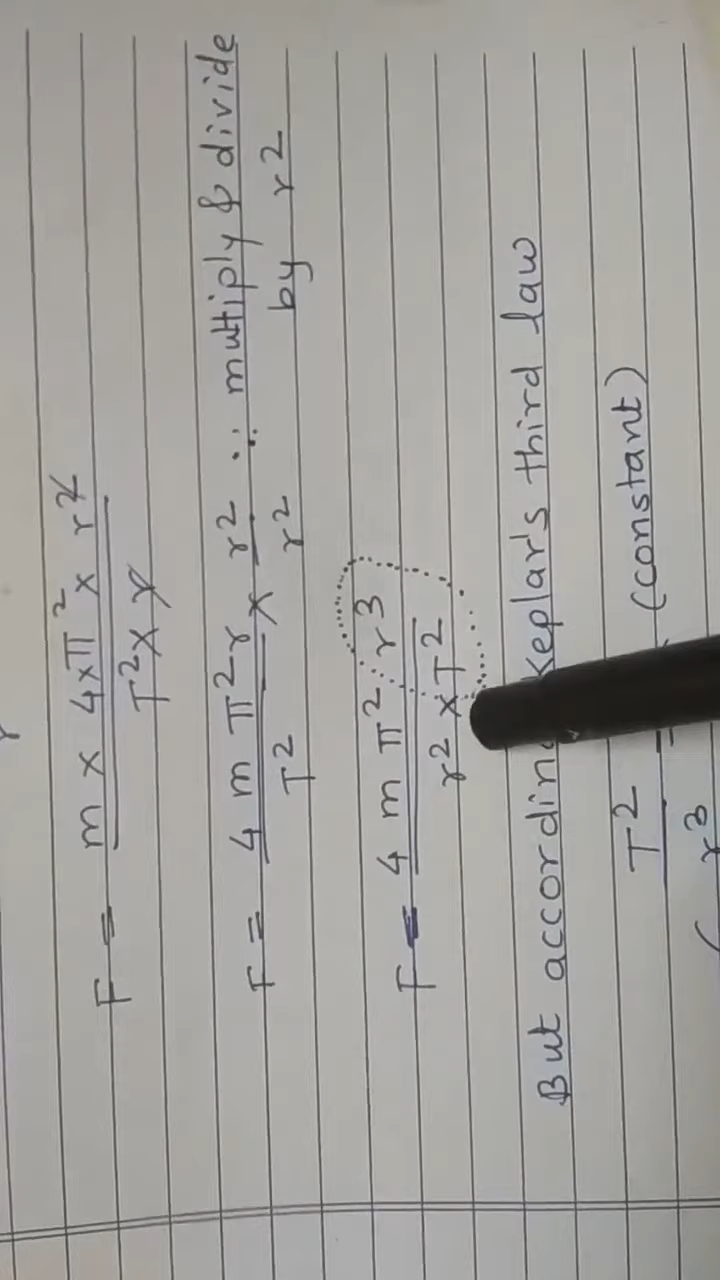 F = m × 4×π² × r² / T² × r
F = 4 m π² r / T² × r² / r² ∵ multiply & divide by r²
F = 4 m π² r³ / r² × T²
But according Keplar's third law
T² / r³ (constant)